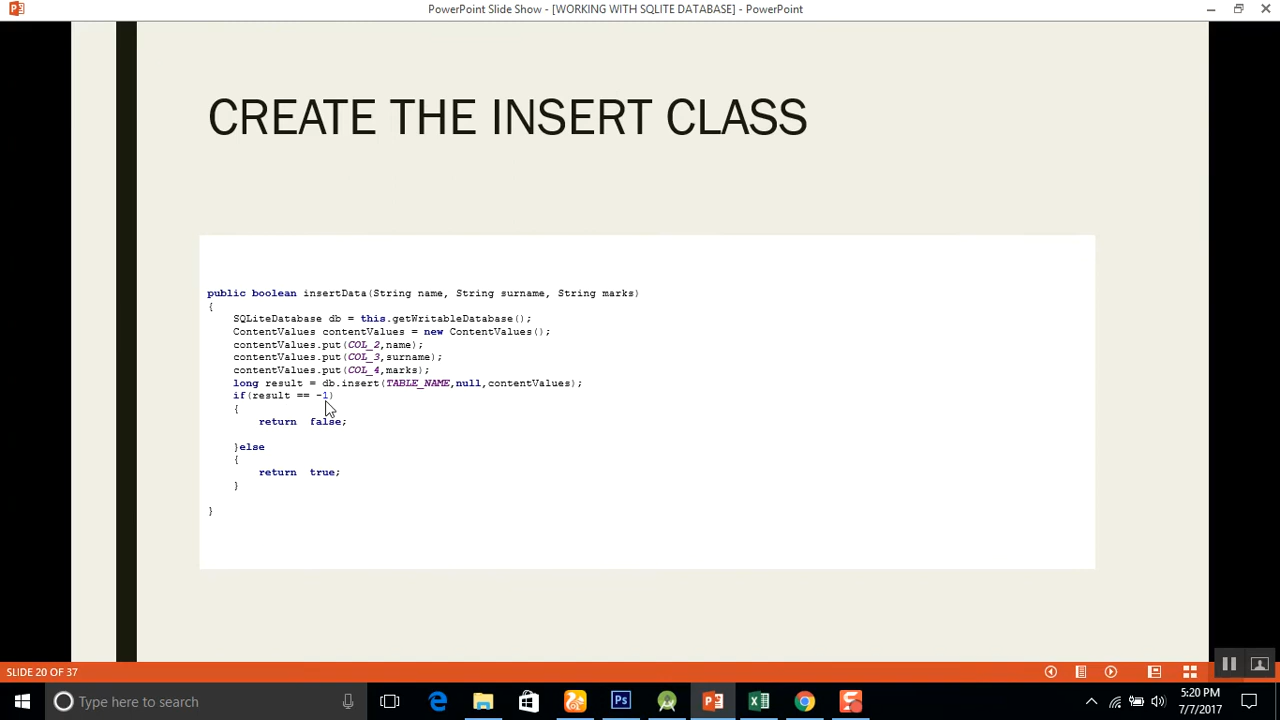 PowerPoint Slide Show - [WORKING WITH SQLITE DATABASE] - PowerPoint
CREATE THE INSERT CLASS
public boolean insertData(String name, String surname, String marks)
{
SQLiteDatabase db = this.getWritableDatabase();
ContentValues contentValues = new ContentValues();
contentValues.put(COL_2,name);
contentValues.put(COL_3,surname);
contentValues.put(COL_4,marks);
long result = db.insert(TABLE_NAME,null,contentValues);
if(result == -1)
{
return false;
}else
{
return true;
}
}
SLIDE 20 OF 37
Type here to search
5:20 PM
7/7/2017